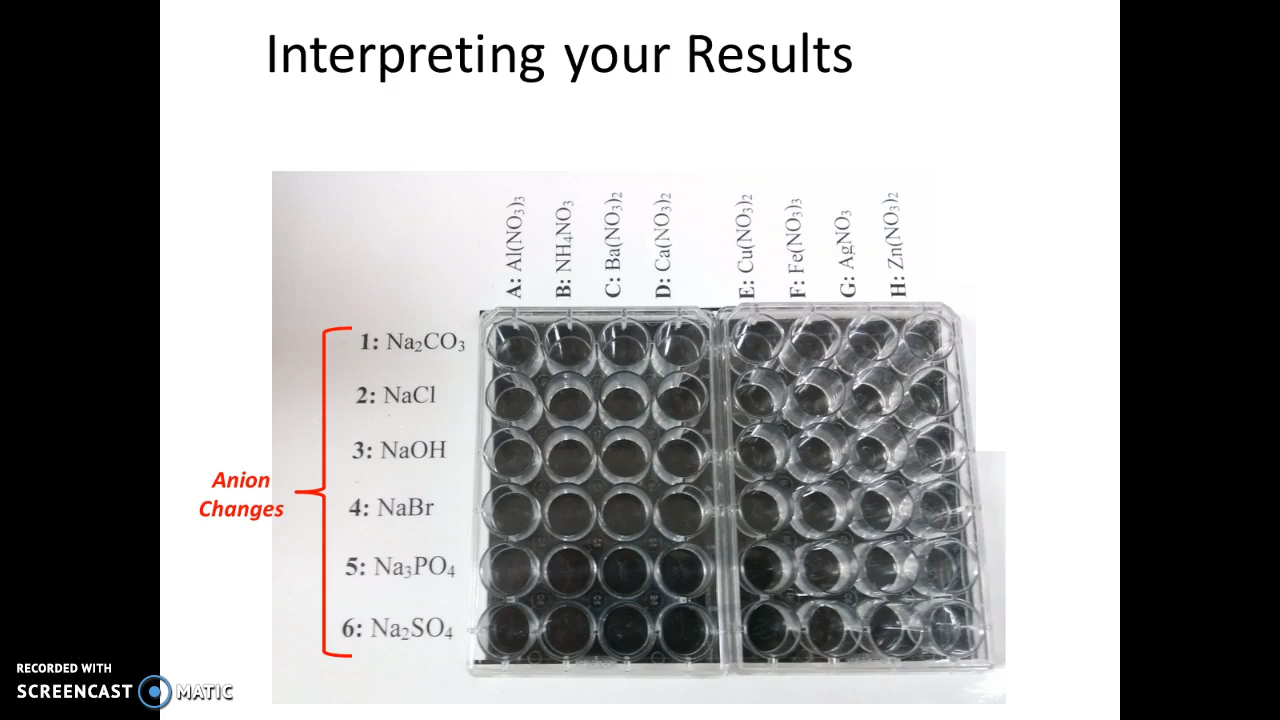 Interpreting your Results
A: Al(NO₃)₃
B: NH₄NO₃
C: Ba(NO₃)₂
D: Ca(NO₃)₂
E: Cu(NO₃)₂
F: Fe(NO₃)₃
G: AgNO₃
H: Zn(NO₃)₂
1: Na₂CO₃
2: NaCl
3: NaOH
4: NaBr
5: Na₃PO₄
6: Na₂SO₄
Anion
Changes
RECORDED WITH
SCREENCAST MATIC